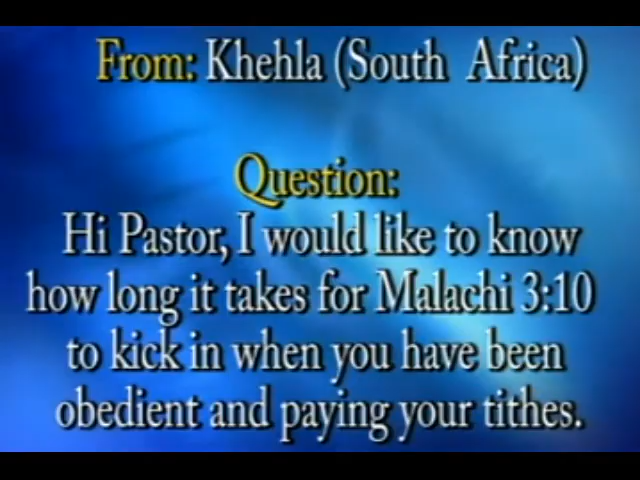 From: Khehla (South Africa)
Question:
Hi Pastor, I would like to know
how long it takes for Malachi 3:10
to kick in when you have been
obedient and paying your tithes.